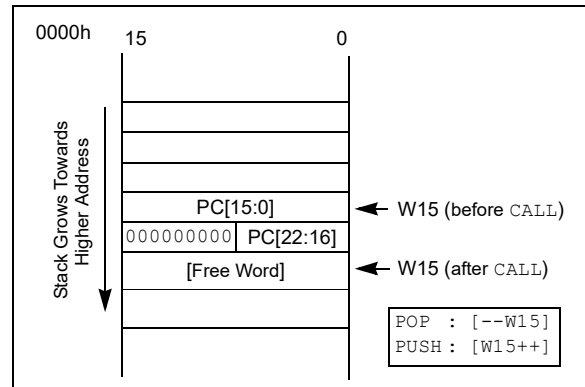 0000h
15 0
Stack Grows Towards
Higher Address
PC[15:0]
W15 (before CALL)
000000000 PC[22:16]
[Free Word]
W15 (after CALL)
POP : [--W15]
PUSH : [W15++]